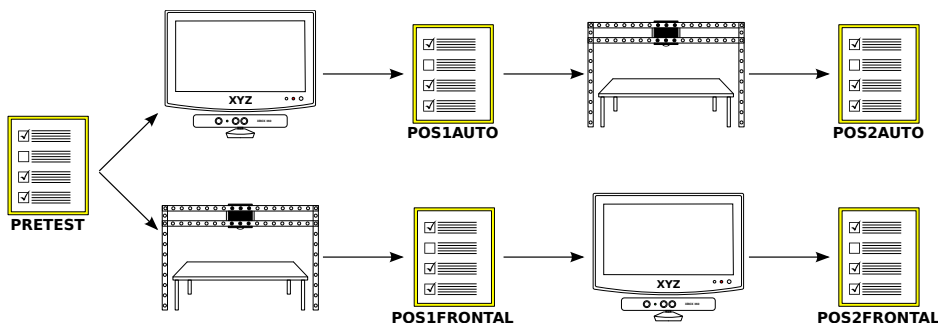 XYZ
POS1AUTO
POS2AUTO
PRETEST
POS1FRONTAL
XYZ
POS2FRONTAL